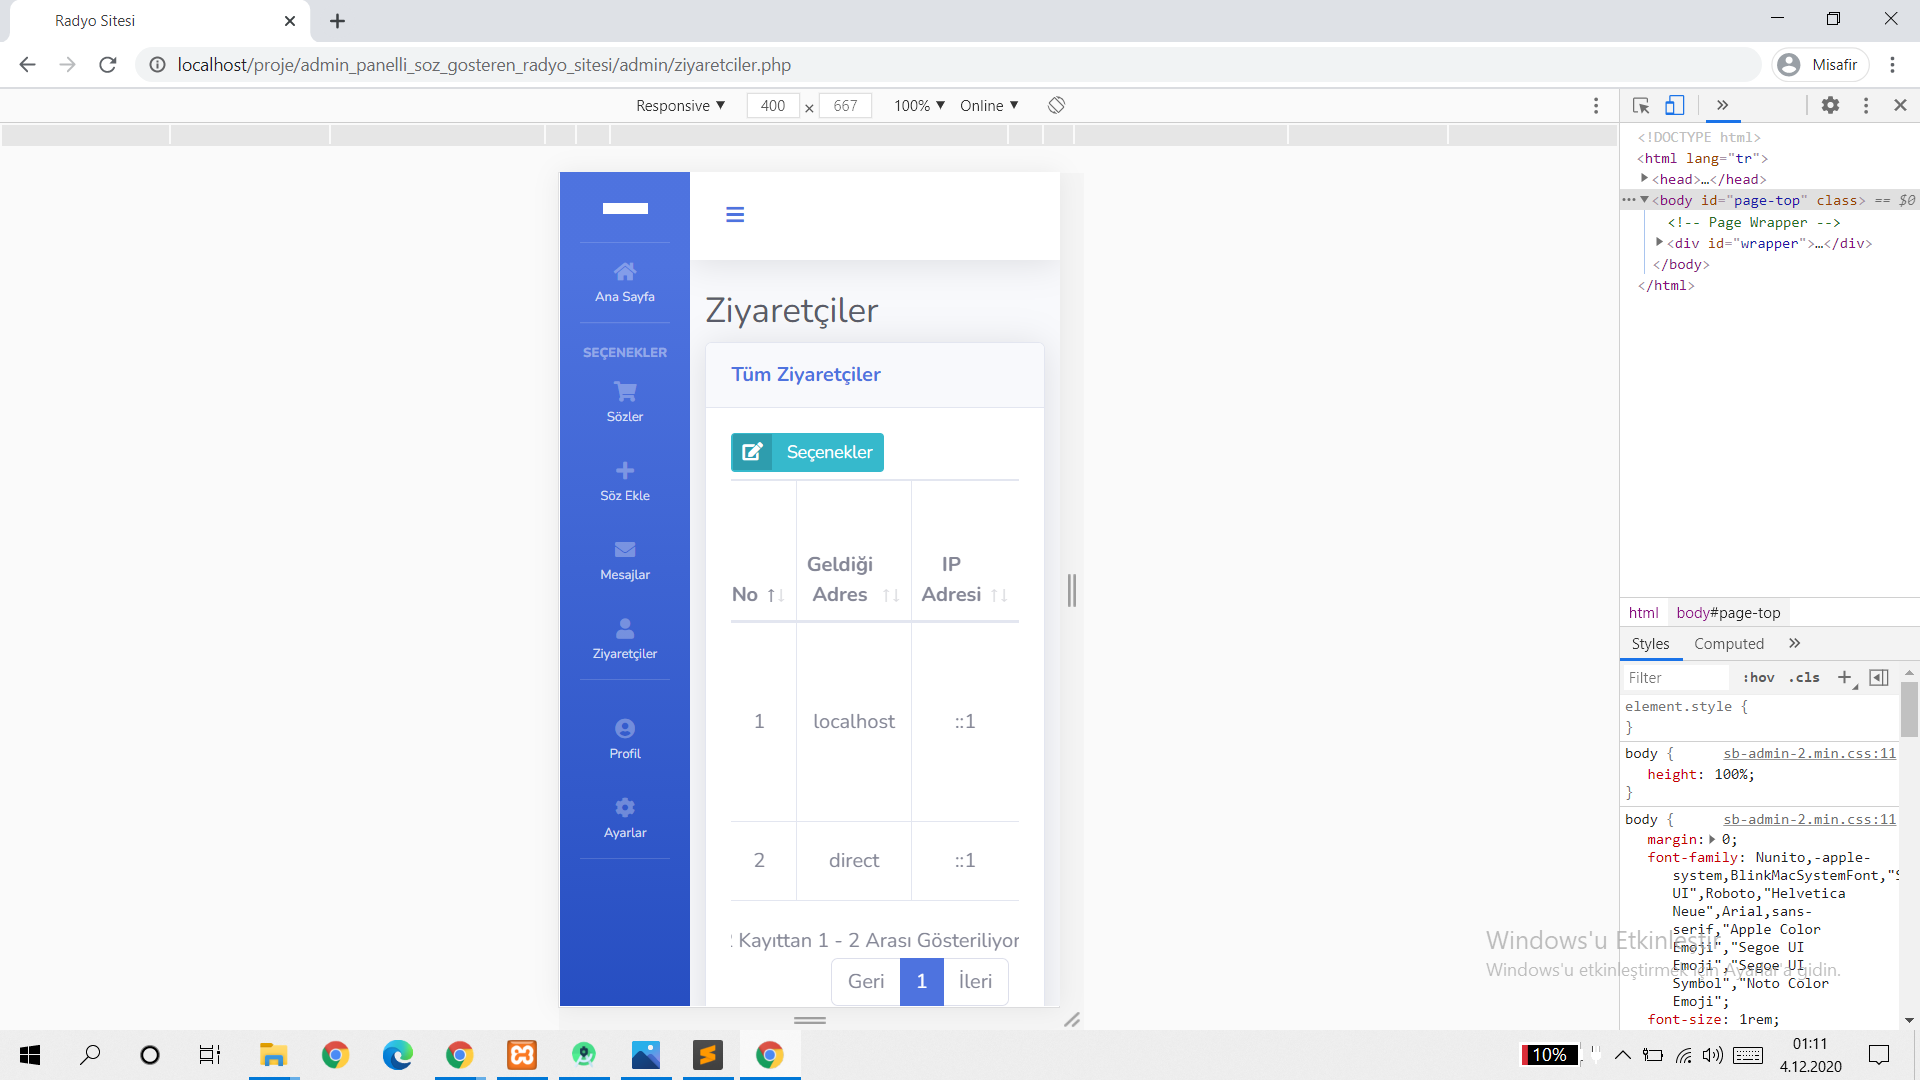 Radyo Sitesi
localhost/proje/admin_panelli_soz_gosteren_radyo_sitesi/admin/ziyaretciler.php
Misafir
Responsive ▼ 400 × 667 100% ▼ Online ▼
Ana Sayfa
SEÇENEKLER
Sözler
Söz Ekle
Mesajlar
Ziyaretçiler
Profil
Ayarlar
Ziyaretçiler
Tüm Ziyaretçiler
Seçenekler
No Geldiği Adres IP Adresi
1 localhost ::1
2 direct ::1
Kayıttan 1 - 2 Arası Gösteriliyor
Geri 1 İleri
<!DOCTYPE html>
<html lang="tr">
<head>…</head>
<body id="page-top" class> == $0
<!-- Page Wrapper -->
<div id="wrapper">…</div>
</body>
</html>
html body#page-top
Styles Computed
Filter :hov .cls
element.style {
}
body { sb-admin-2.min.css:11
height: 100%;
}
body { sb-admin-2.min.css:11
margin: 0;
font-family: Nunito,-apple-
system,BlinkMacSystemFont,"S
UI",Roboto,"Helvetica
Neue",Arial,sans-
serif,"Apple Color
Emoji","Segoe UI
Emoji","Segoe UI
Symbol","Noto Color
Emoji";
font-size: 1rem;
Windows'u Etkinleştir
Windows'u etkinleştirmek için Ayarlar'a gidin.
10%
01:11
4.12.2020